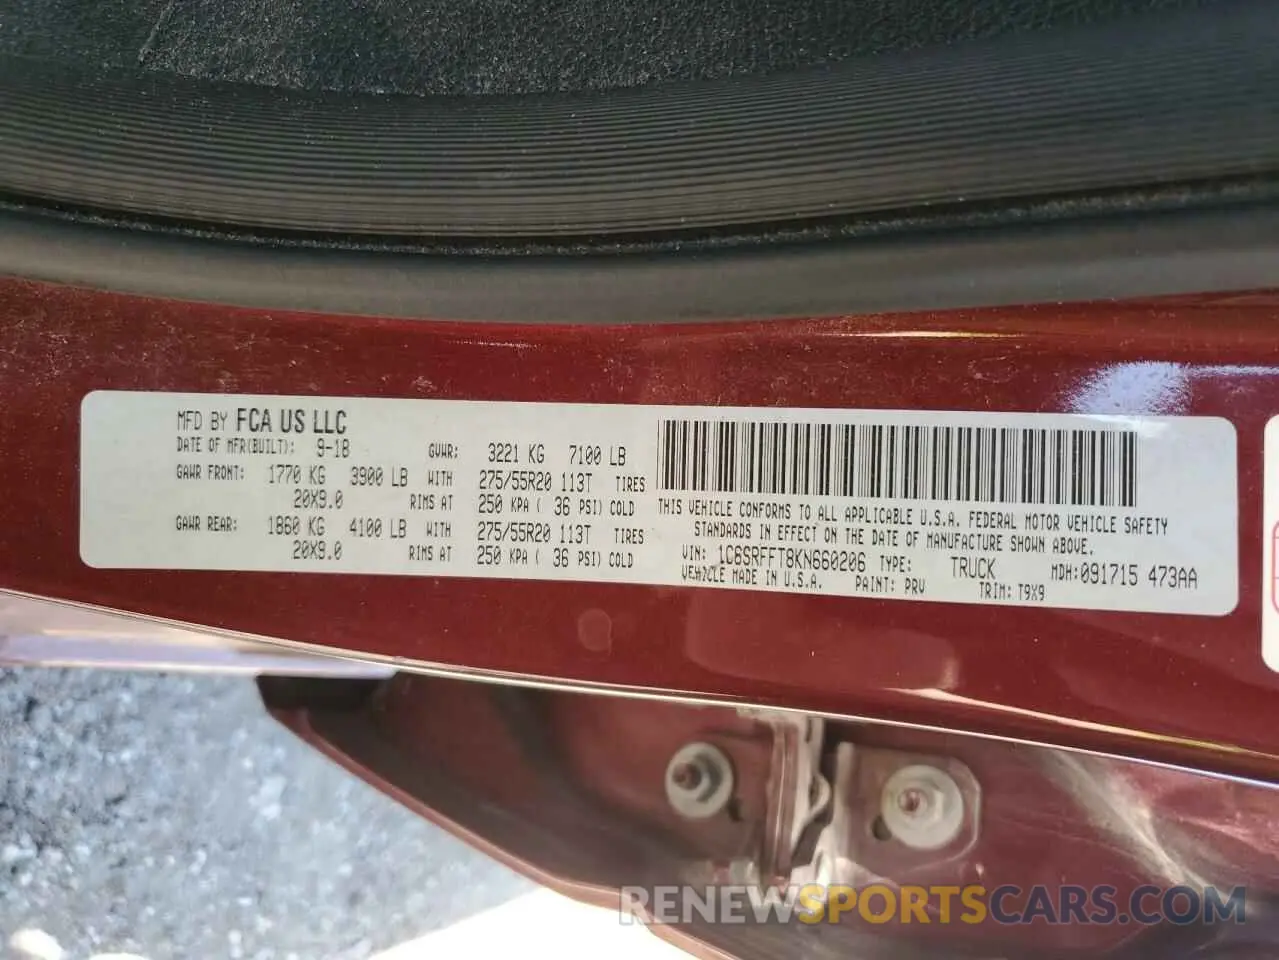 MFD BY FCA US LLC
DATE OF MFR(BUILT): 9-18 GVWR: 3221 KG 7100 LB
GAWR FRONT: 1770 KG 3900 LB WITH 275/55R20 113T TIRES
20X9.0 RIMS AT 250 KPA ( 36 PSI) COLD
GAWR REAR: 1860 KG 4100 LB WITH 275/55R20 113T TIRES
20X9.0 RIMS AT 250 KPA ( 36 PSI) COLD
THIS VEHICLE CONFORMS TO ALL APPLICABLE U.S.A. FEDERAL MOTOR VEHICLE SAFETY
STANDARDS IN EFFECT ON THE DATE OF MANUFACTURE SHOWN ABOVE.
VIN: 1C6SRFFT8KN660206 TYPE: TRUCK MDH:091715 473AA
VEHICLE MADE IN U.S.A. PAINT: PRV TRIM: T9X9
RENEWSPORTSCARS.COM